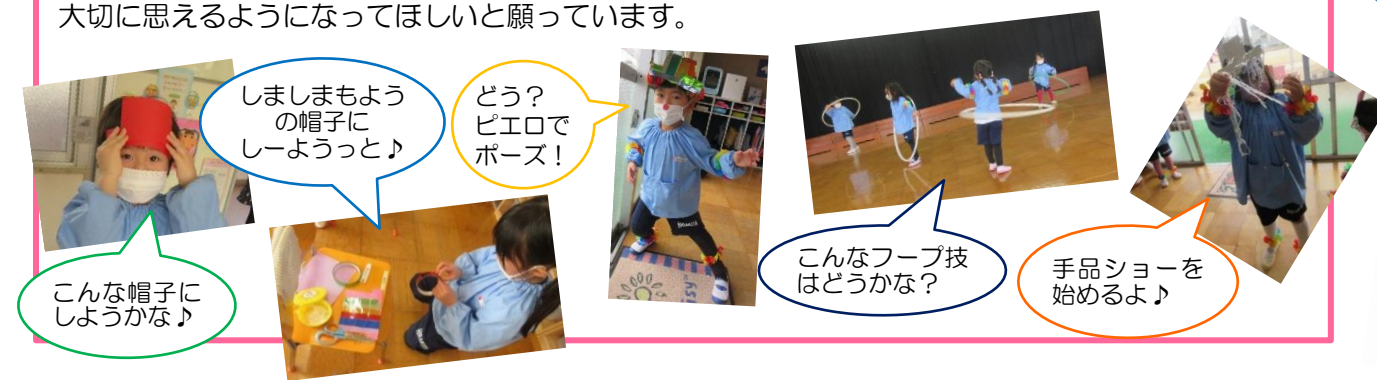 大切に思えるようになってほしいと願っています。
しましまもよう
の帽子に
しーようっと♪
どう？
ピエロで
ポーズ！
こんな帽子に
しようかな♪
こんなフープ技
はどうかな？
手品ショーを
始めるよ♪